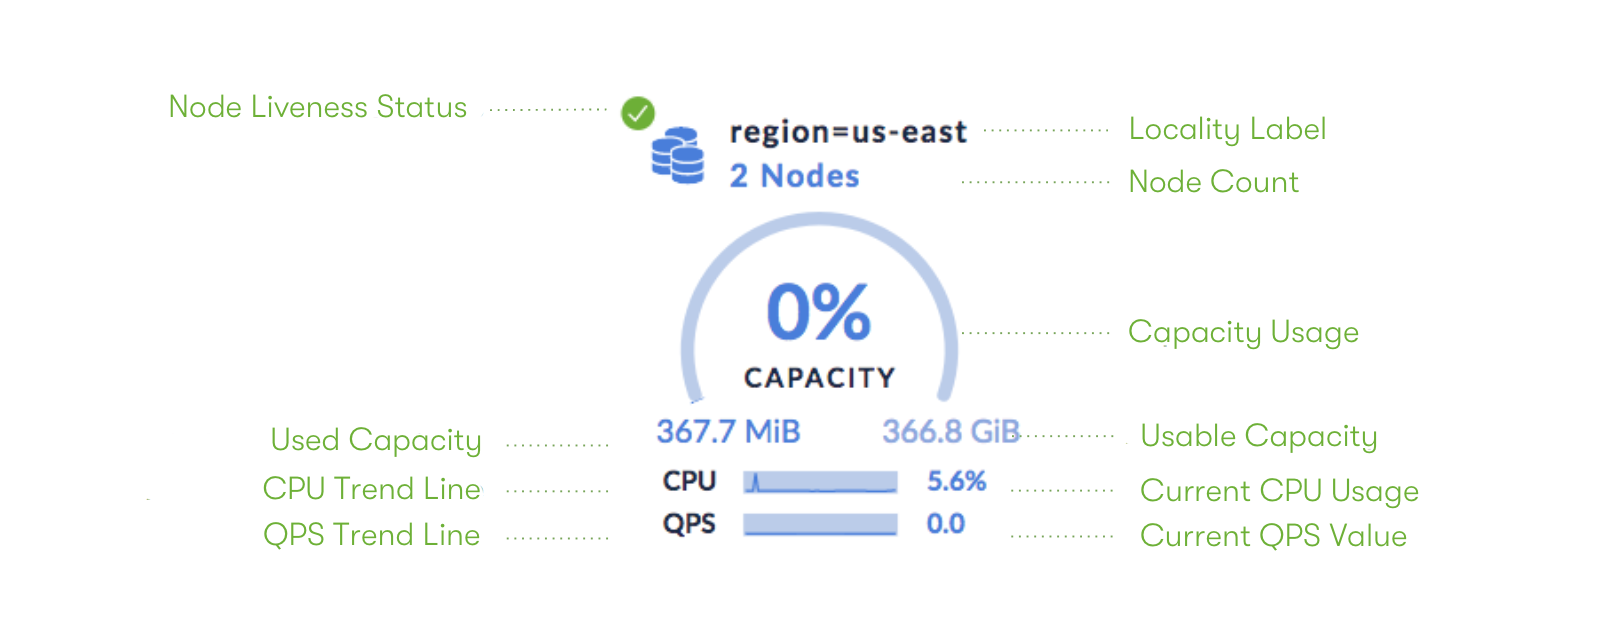 Node Liveness Status
region=us-east
Locality Label
2 Nodes
Node Count
0%
CAPACITY
Capacity Usage
367.7 MiB
366.8 GiB
Used Capacity
Usable Capacity
CPU
5.6%
CPU Trend Line
Current CPU Usage
QPS
0.0
QPS Trend Line
Current QPS Value